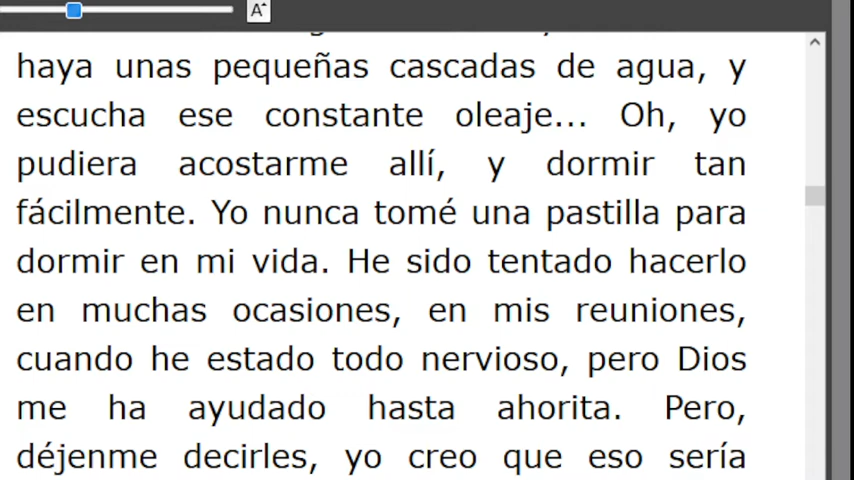 A
haya unas pequeñas cascadas de agua, y
escucha ese constante oleaje... Oh, yo
pudiera acostarme allí, y dormir tan
fácilmente. Yo nunca tomé una pastilla para
dormir en mi vida. He sido tentado hacerlo
en muchas ocasiones, en mis reuniones,
cuando he estado todo nervioso, pero Dios
me ha ayudado hasta ahorita. Pero,
déjenme decirles, yo creo que eso sería